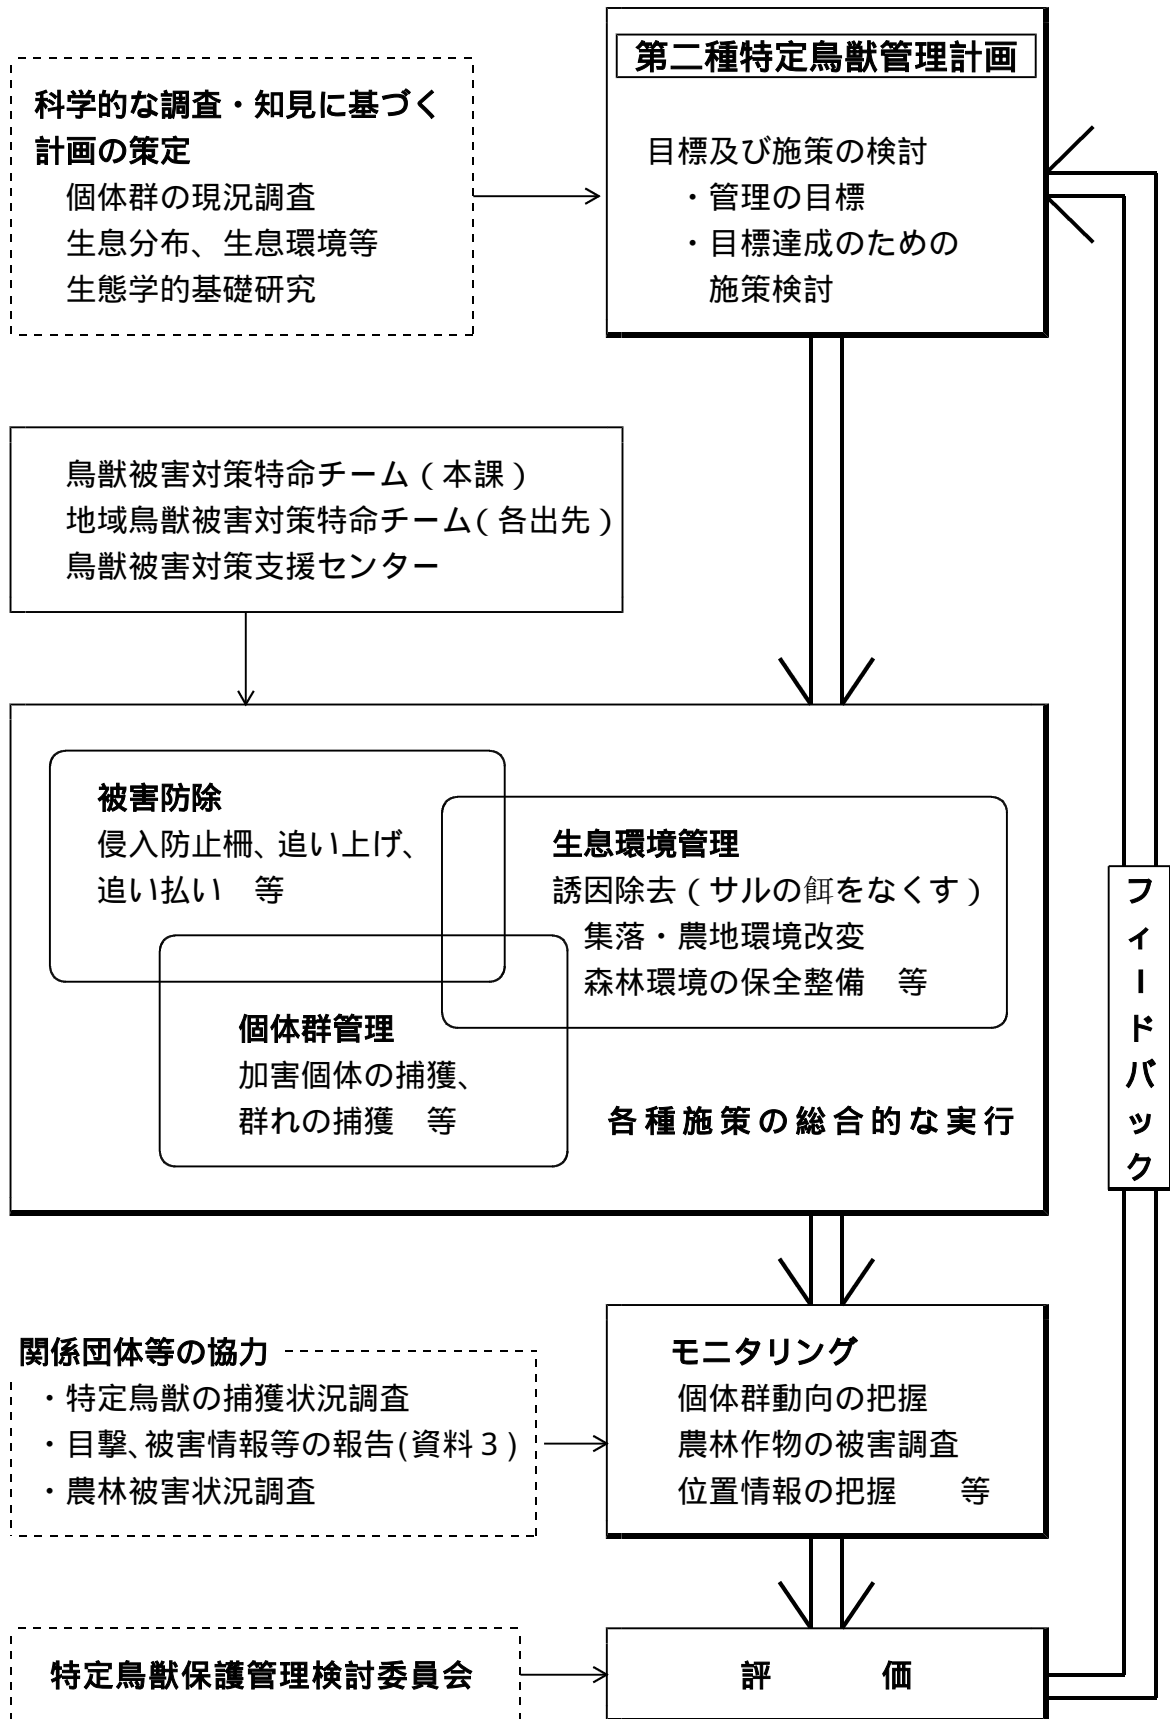 第二種特定鳥獣管理計画
科学的な調査・知見に基づく
計画の策定
個体群の現況調査
生息分布、生息環境等
生態学的基礎研究
目標及び施策の検討
・管理の目標
・目標達成のための
施策検討
鳥獣被害対策特命チーム（本課）
地域鳥獣被害対策特命チーム（各出先）
鳥獣被害対策支援センター
被害防除
侵入防止柵、追い上げ、
追い払い　等
生息環境管理
誘因除去（サルの餌をなくす）
集落・農地環境改変
森林環境の保全整備　等
個体群管理
加害個体の捕獲、
群れの捕獲　等
各種施策の総合的な実行
フィードバック
関係団体等の協力
・特定鳥獣の捕獲状況調査
・目撃、被害情報等の報告(資料３)
・農林被害状況調査
モニタリング
個体群動向の把握
農林作物の被害調査
位置情報の把握　　等
特定鳥獣保護管理検討委員会
評　　　価